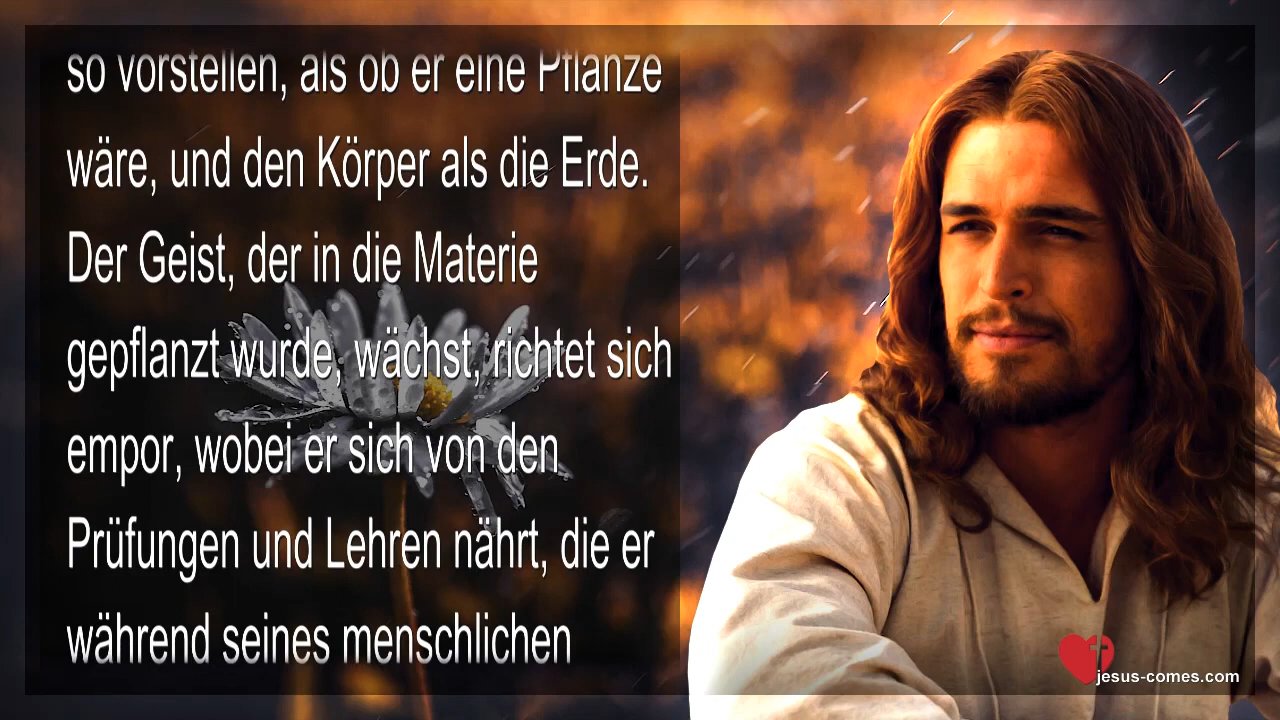 so vorstellen, als ob er eine Pflanze
wäre, und den Körper als die Erde.
Der Geist, der in die Materie
gepflanzt wurde, wächst, richtet sich
empor, wobei er sich von den
Prüfungen und Lehren nährt, die er
während seines menschlichen
jesus-comes.com